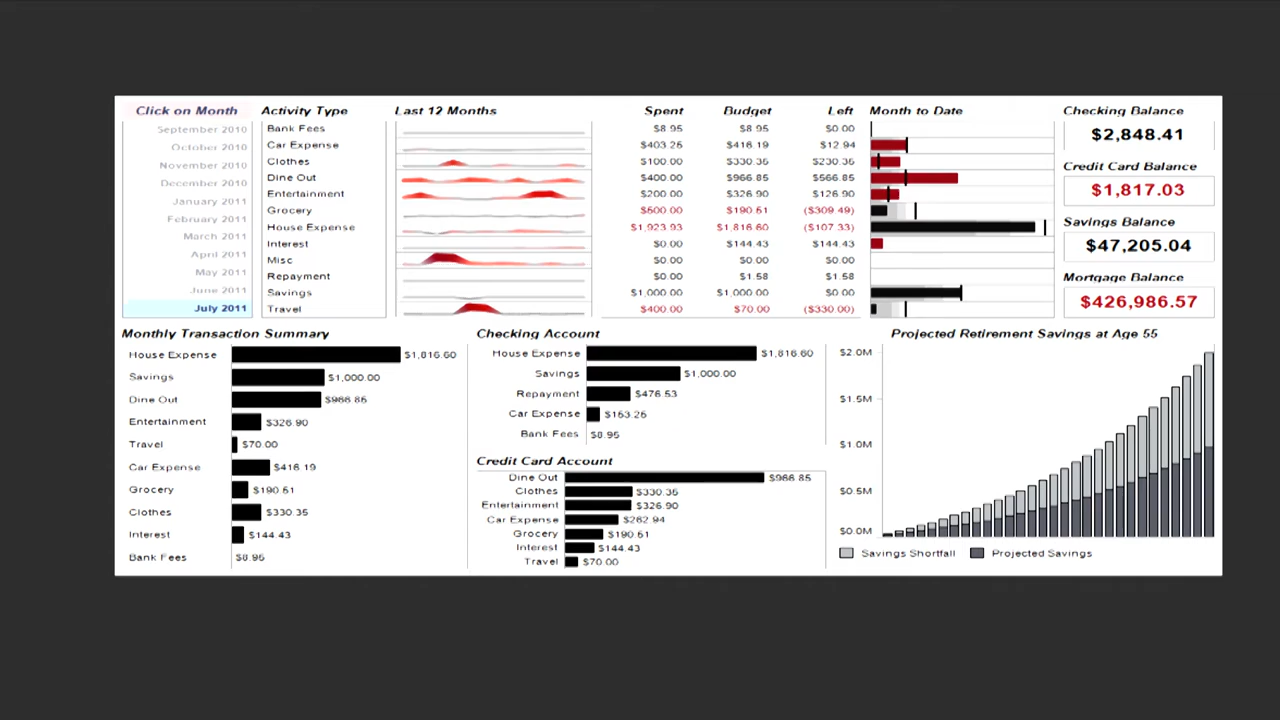 Click on Month Activity Type Last 12 Months Spent Budget Left Month to Date Checking Balance
September 2010 Bank Fees $8.95 $8.95 $0.00 $2,848.41
October 2010 Car Expense $403.25 $416.19 $12.94
November 2010 Clothes $100.00 $330.35 $230.35 Credit Card Balance
December 2010 Dine Out $400.00 $966.85 $566.85 $1,817.03
January 2011 Entertainment $200.00 $326.90 $126.90
February 2011 Grocery $500.00 $190.51 ($309.49) Savings Balance
March 2011 House Expense $1,923.93 $1,816.60 ($107.33) $47,205.04
April 2011 Interest $0.00 $144.43 $144.43
May 2011 Misc $0.00 $0.00 $0.00 Mortgage Balance
June 2011 Repayment $0.00 $1.58 $1.58 $426,986.57
July 2011 Savings $1,000.00 $1,000.00 $0.00
Travel $400.00 $70.00 ($330.00)
Monthly Transaction Summary
House Expense $1,816.60
Savings $1,000.00
Dine Out $966.85
Entertainment $326.90
Travel $70.00
Car Expense $416.19
Grocery $190.51
Clothes $330.35
Interest $144.43
Bank Fees $8.95
Checking Account
House Expense $1,816.60
Savings $1,000.00
Repayment $476.53
Car Expense $153.25
Bank Fees $8.95
Credit Card Account
Dine Out $966.85
Clothes $330.35
Entertainment $326.90
Car Expense $262.94
Grocery $190.51
Interest $144.43
Travel $70.00
Projected Retirement Savings at Age 55
$2.0M
$1.5M
$1.0M
$0.5M
$0.0M
Savings Shortfall Projected Savings